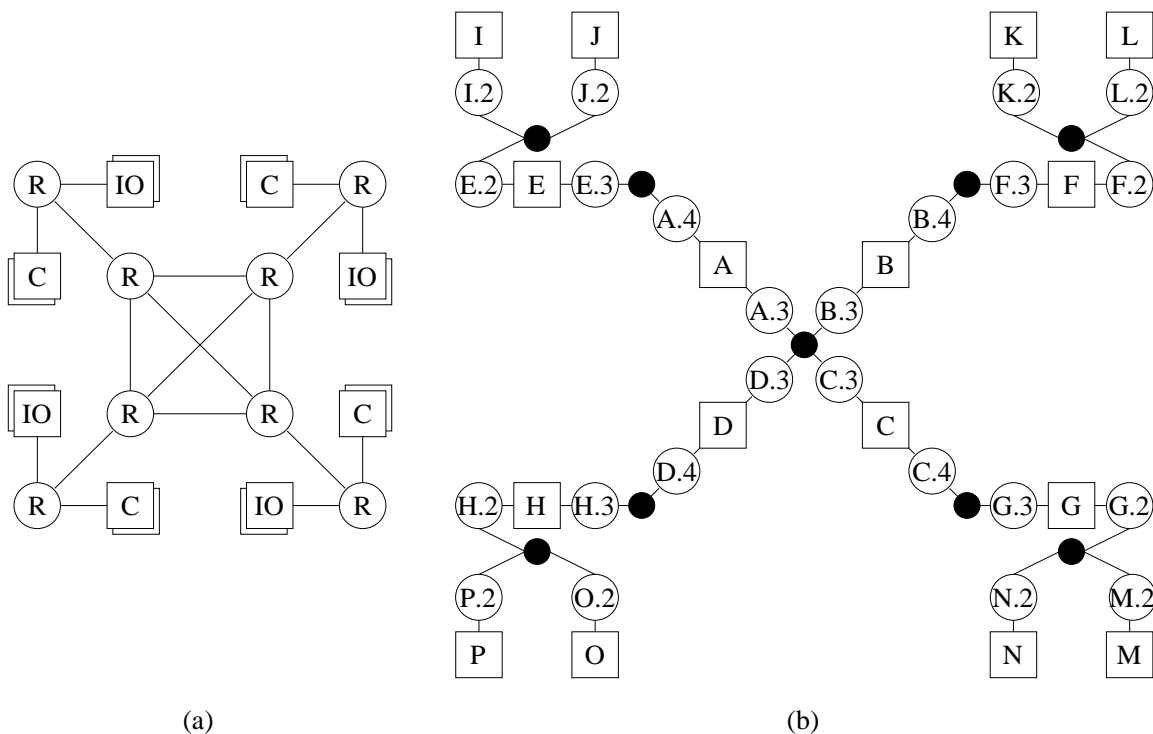 I J K L
I.2 J.2 K.2 L.2
R IO C R
E.2 E E.3 F.3 F F.2
A.4 B.4
C R R IO
A B
A.3 B.3
D.3 C.3
IO R R C
D C
D.4 C.4
R C IO R
H.2 H H.3 G.3 G G.2
P.2 O.2 N.2 M.2
P O N M
(a) (b)